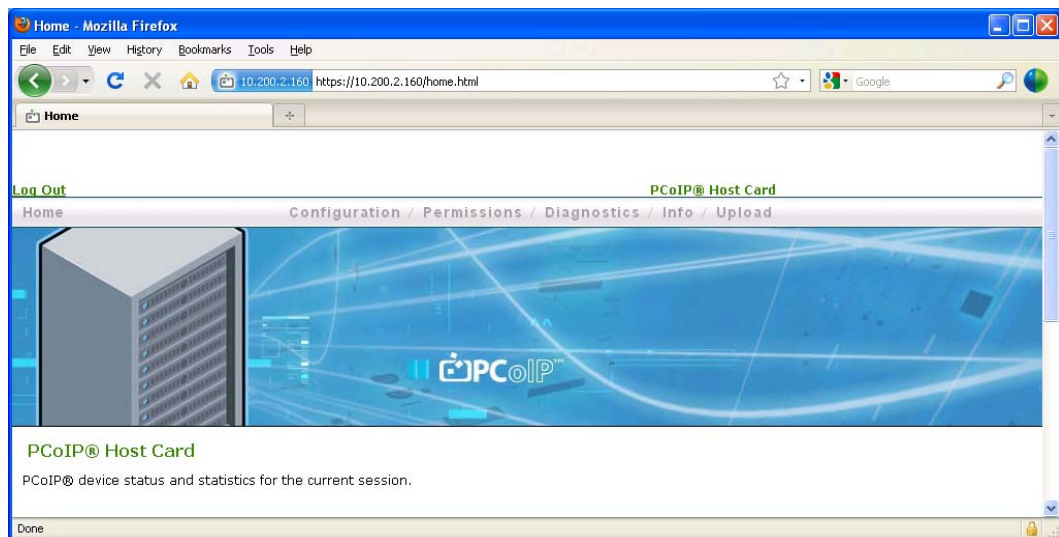 Home - Mozilla Firefox
File Edit View History Bookmarks Tools Help
10.200.2.160 https://10.200.2.160/home.html Google
Home
Log Out PCoIP® Host Card
Home Configuration / Permissions / Diagnostics / Info / Upload
PCoIP™
PCoIP® Host Card
PCoIP® device status and statistics for the current session.
Done